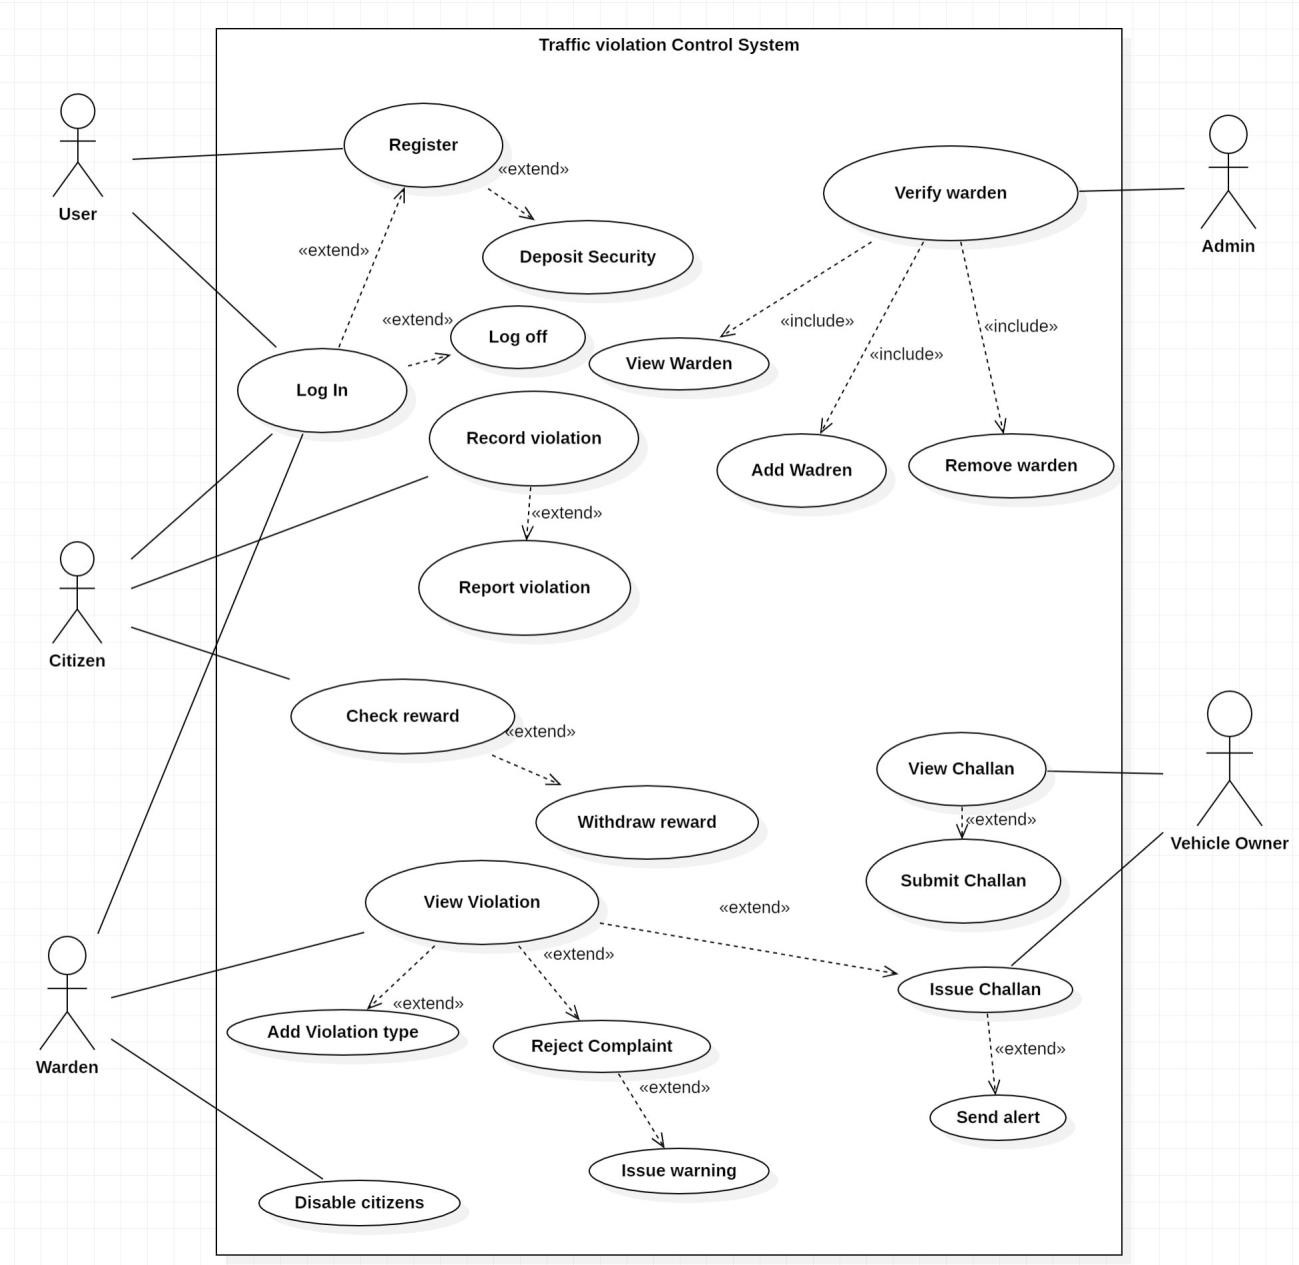 Traffic violation Control System
User
Register
«extend»
Verify warden
Admin
«extend»
Deposit Security
«extend»
Log off
Log In
«include»
«include»
«include»
View Warden
Add Wadren
Remove warden
Record violation
«extend»
Report violation
Citizen
Check reward
«extend»
Withdraw reward
View Challan
«extend»
Submit Challan
Vehicle Owner
View Violation
«extend»
«extend»
«extend»
Issue Challan
Add Violation type
Reject Complaint
Warden
«extend»
«extend»
Send alert
Issue warning
Disable citizens